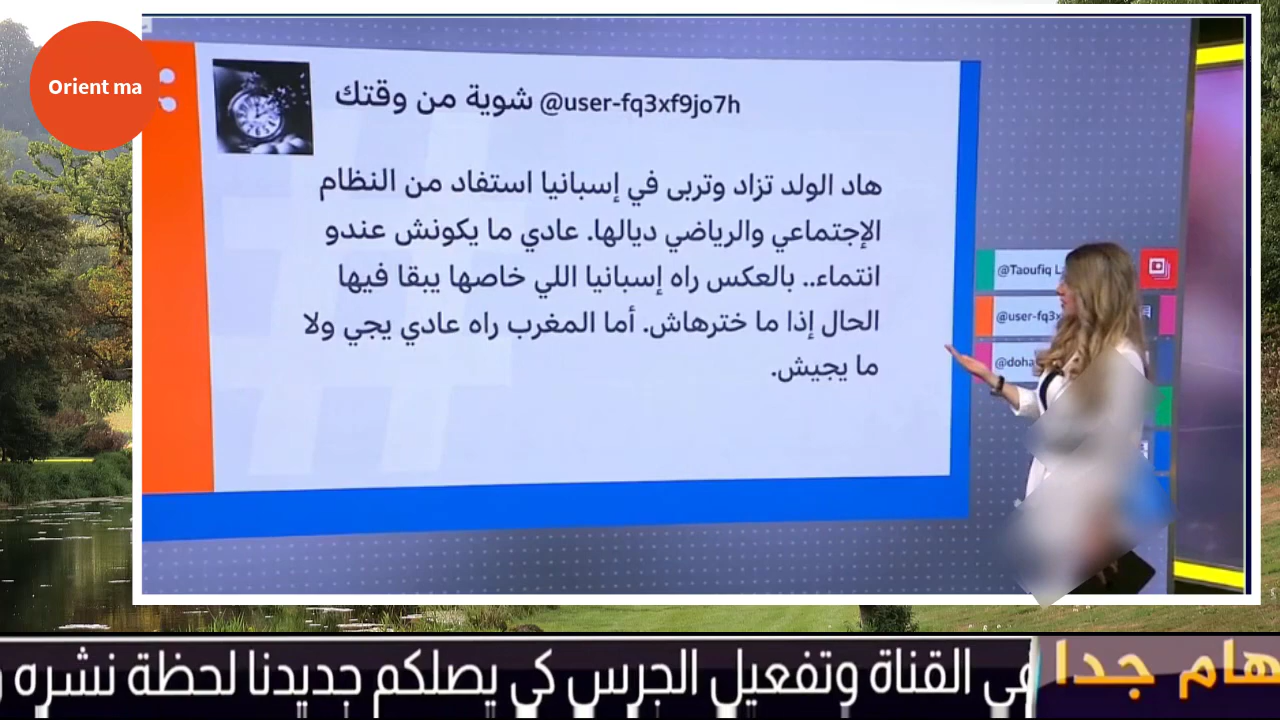 Orient ma
شوية من وقتك @user-fq3xf9jo7h
هاد الولد تزاد وتربى في إسبانيا استفاد من النظام
الإجتماعي والرياضي ديالها. عادي ما يكونش عندو
انتماء.. بالعكس راه إسبانيا اللي خاصها يبقا فيها
الحال إذا ما خترهاش. أما المغرب راه عادي يجي ولا
ما يجيش.
@Taoufiq
@user-fq3x
@doha
هام جدا
القناة وتفعيل الجرس كي يصلكم جديدنا لحظة نشره